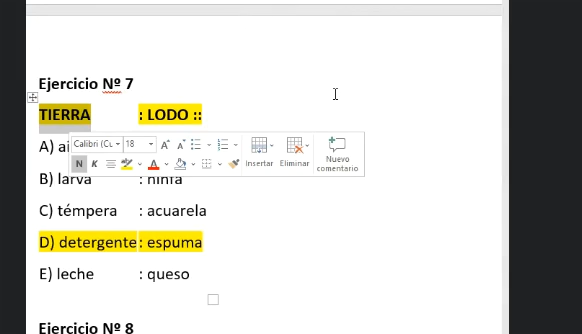 Ejercicio Nº 7
TIERRA : LODO ::
Calibri (Cu 18
A) ai
N K Insertar Eliminar Nuevo comentario
B) larva : ninfa
C) témpera : acuarela
D) detergente : espuma
E) leche : queso
Ejercicio Nº 8